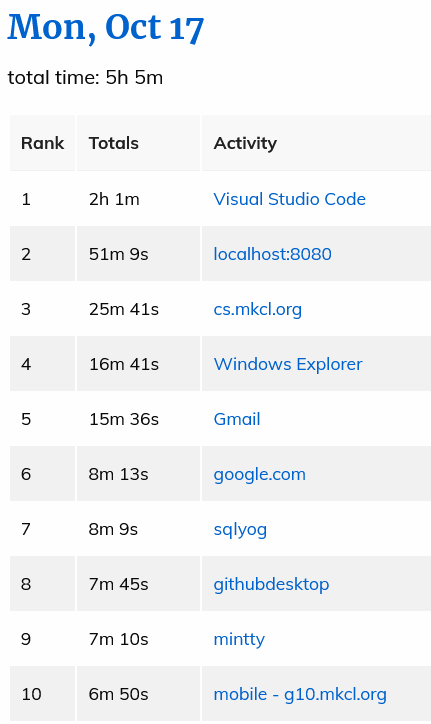 Mon, Oct 17
total time: 5h 5m
Rank Totals Activity
1 2h 1m Visual Studio Code
2 51m 9s localhost:8080
3 25m 41s cs.mkcl.org
4 16m 41s Windows Explorer
5 15m 36s Gmail
6 8m 13s google.com
7 8m 9s sqlyog
8 7m 45s githubdesktop
9 7m 10s mintty
10 6m 50s mobile - g10.mkcl.org